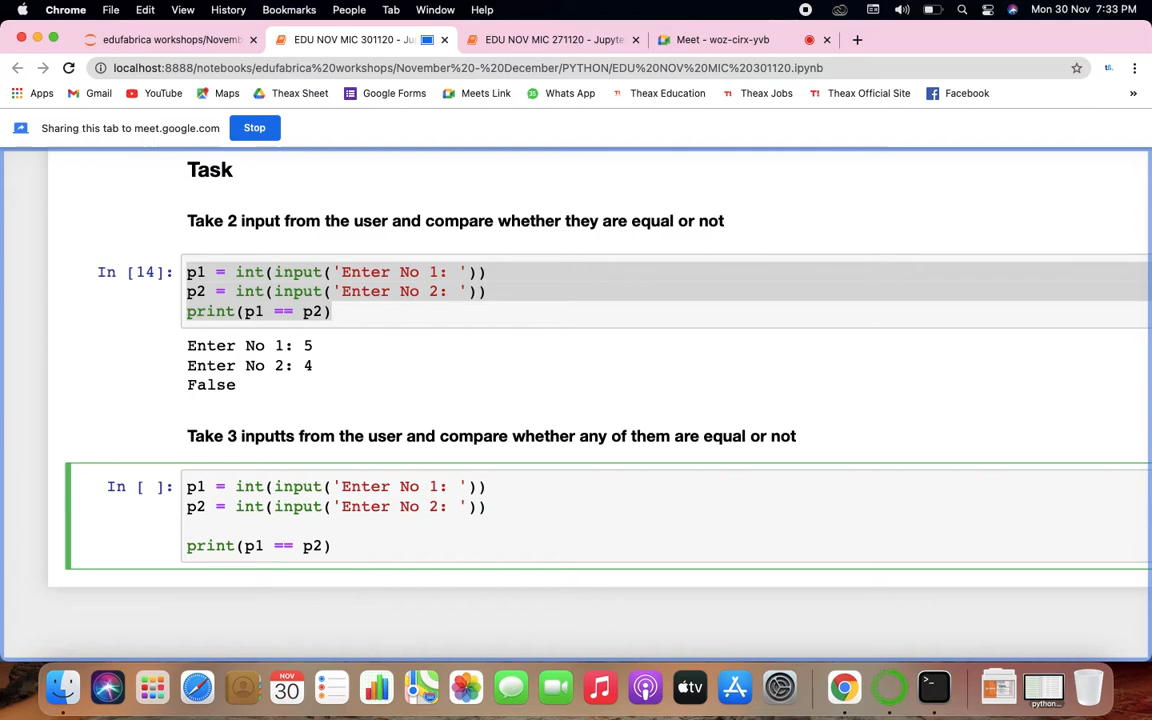 Chrome File Edit View History Bookmarks People Tab Window Help Mon 30 Nov 7:33 PM
edufabrica workshops/Novemb EDU NOV MIC 301120 - Ju EDU NOV MIC 271120 - Jupyte Meet - woz-cirx-yvb
localhost:8888/notebooks/edufabrica%20workshops/November%20-%20December/PYTHON/EDU%20NOV%20MIC%20301120.ipynb
Apps Gmail YouTube Maps Theax Sheet Google Forms Meets Link Whats App Theax Education Theax Jobs Theax Official Site Facebook »
Sharing this tab to meet.google.com Stop
Task
Take 2 input from the user and compare whether they are equal or not
In [14]: p1 = int(input('Enter No 1: '))
p2 = int(input('Enter No 2: '))
print(p1 == p2)
Enter No 1: 5
Enter No 2: 4
False
Take 3 inputts from the user and compare whether any of them are equal or not
In [ ]: p1 = int(input('Enter No 1: '))
p2 = int(input('Enter No 2: '))
print(p1 == p2)
NOV
30
tv
python...